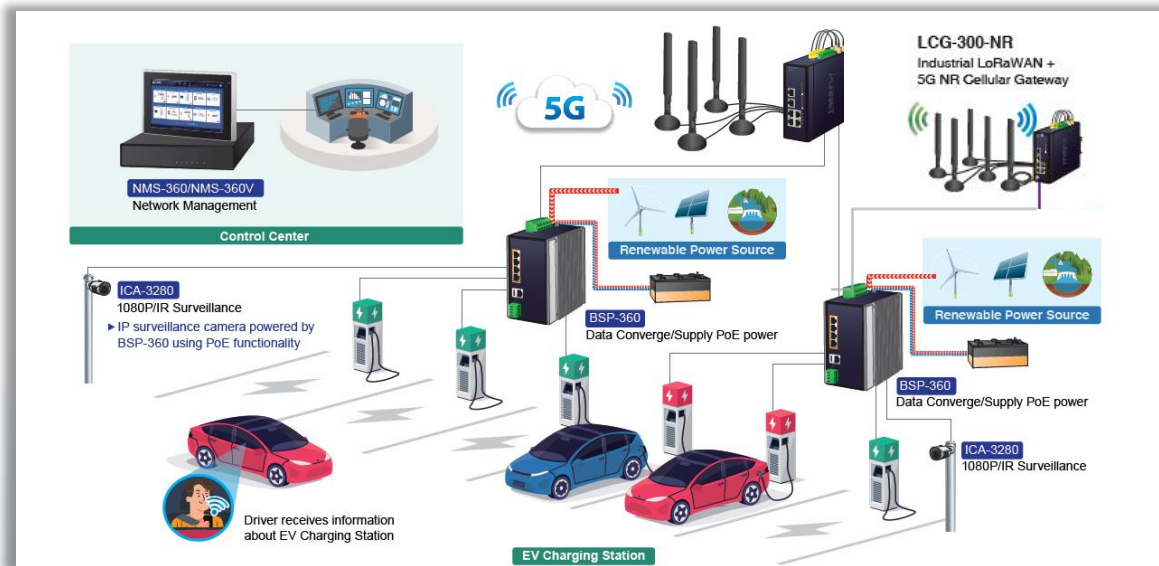 LCG-300-NR
Industrial LoRaWAN +
5G NR Cellular Gateway
5G
PLANET
NMS-360/NMS-360V
Network Management
Control Center
Renewable Power Source
Renewable Power Source
ICA-3280
1080P/IR Surveillance
▸ IP surveillance camera powered by
BSP-360 using PoE functionality
BSP-360
Data Converge/Supply PoE power
BSP-360
Data Converge/Supply PoE power
ICA-3280
1080P/IR Surveillance
Driver receives information
about EV Charging Station
EV Charging Station